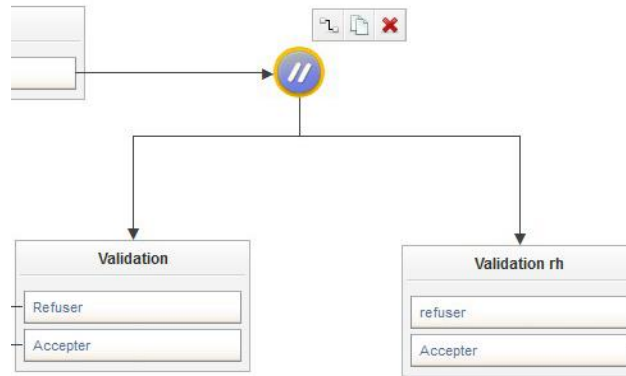 Validation
Refuser
Accepter
Validation rh
refuser
Accepter